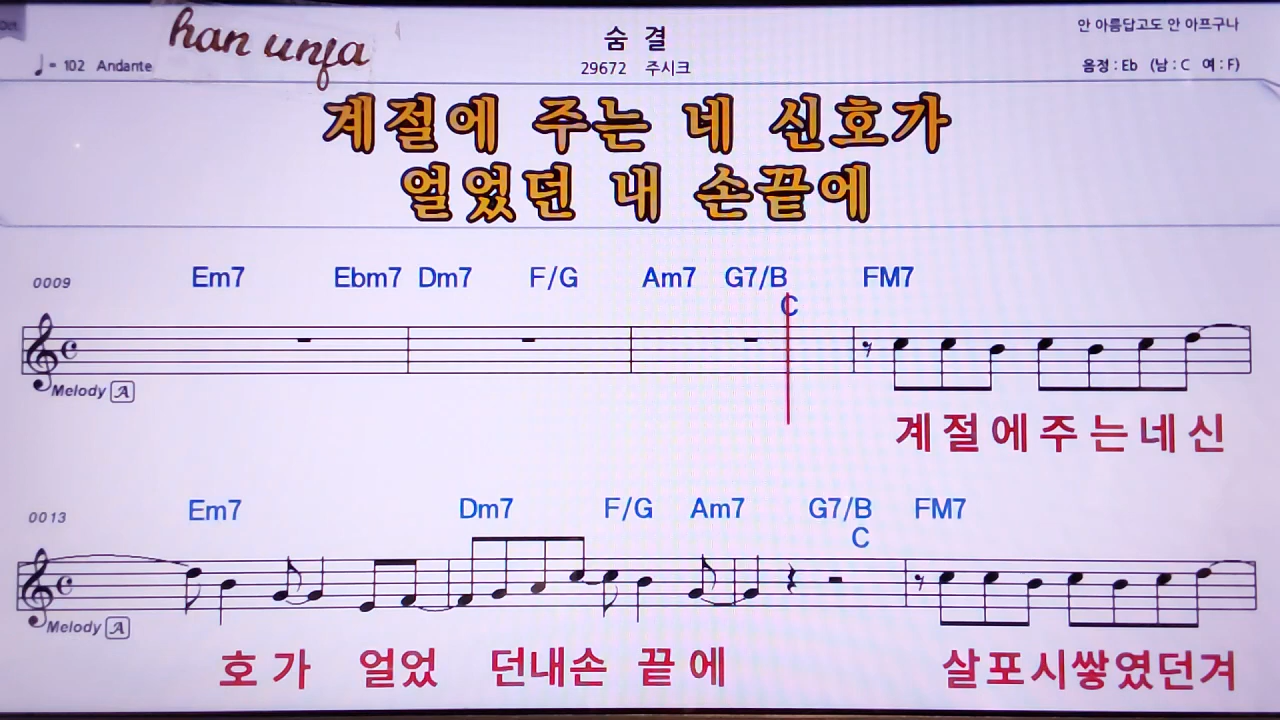 han unfa
숨 결
안 아름답고도 안 아프구나
♩= 102 Andante
29672 주시크
음정 : Eb (남 : C 여 : F)
계절에 주는 네 신호가
얼었던 내 손끝에
0009 Em7 Ebm7 Dm7 F/G Am7 G7/B FM7
C
Melody A
계절에주는네신
0013 Em7 Dm7 F/G Am7 G7/B FM7
C
Melody A
호가 얼었 던내손 끝에 살포시쌓였던겨